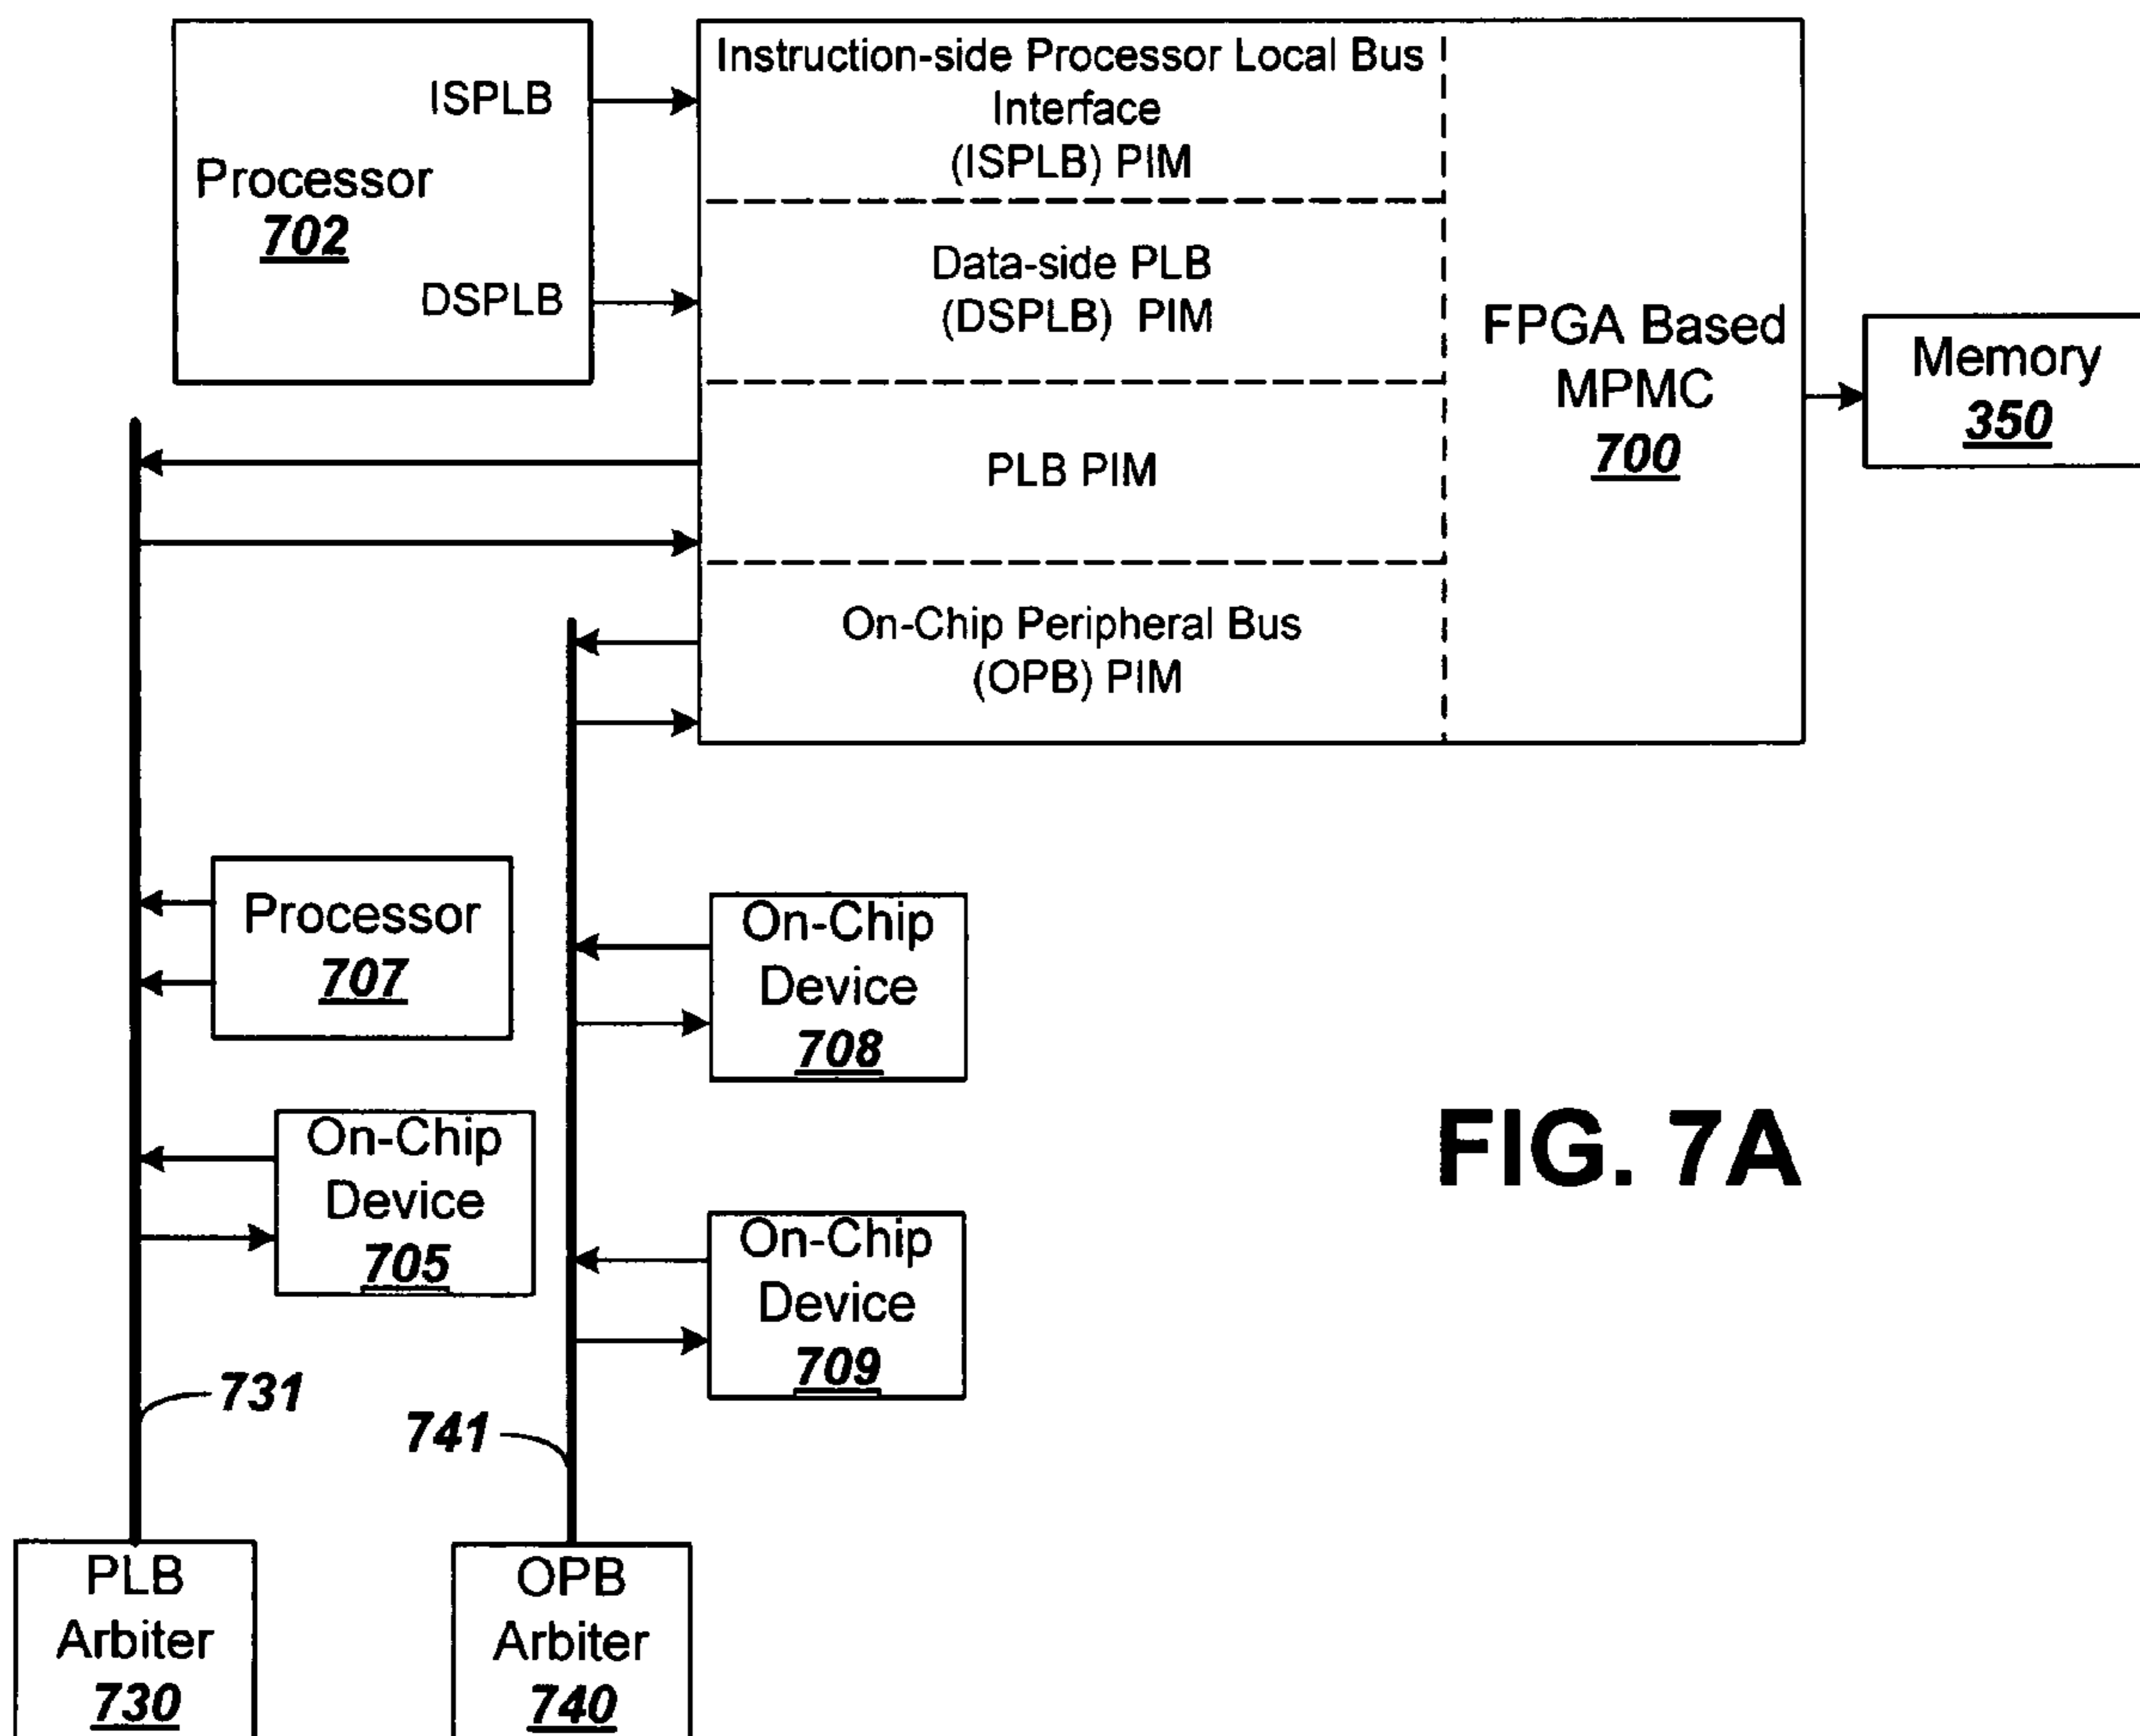 ISPLB
Processor
702
DSPLB
Instruction-side Processor Local Bus
Interface
(ISPLB) PIM
Data-side PLB
(DSPLB) PIM
PLB PIM
On-Chip Peripheral Bus
(OPB) PIM
FPGA Based
MPMC
700
Memory
350
Processor
707
On-Chip
Device
708
On-Chip
Device
705
On-Chip
Device
709
731
741
PLB
Arbiter
730
OPB
Arbiter
740
FIG. 7A